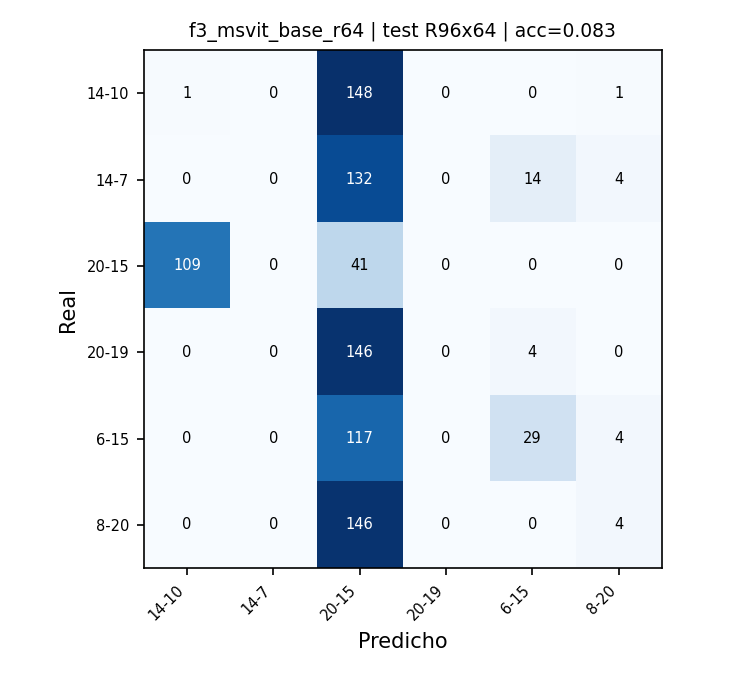 f3_msvit_base_r64 | test R96x64 | acc=0.083
14-10 1 0 148 0 0 1
14-7 0 0 132 0 14 4
20-15 109 0 41 0 0 0
20-19 0 0 146 0 4 0
6-15 0 0 117 0 29 4
8-20 0 0 146 0 0 4
Real
14-10 14-7 20-15 20-19 6-15 8-20
Predicho